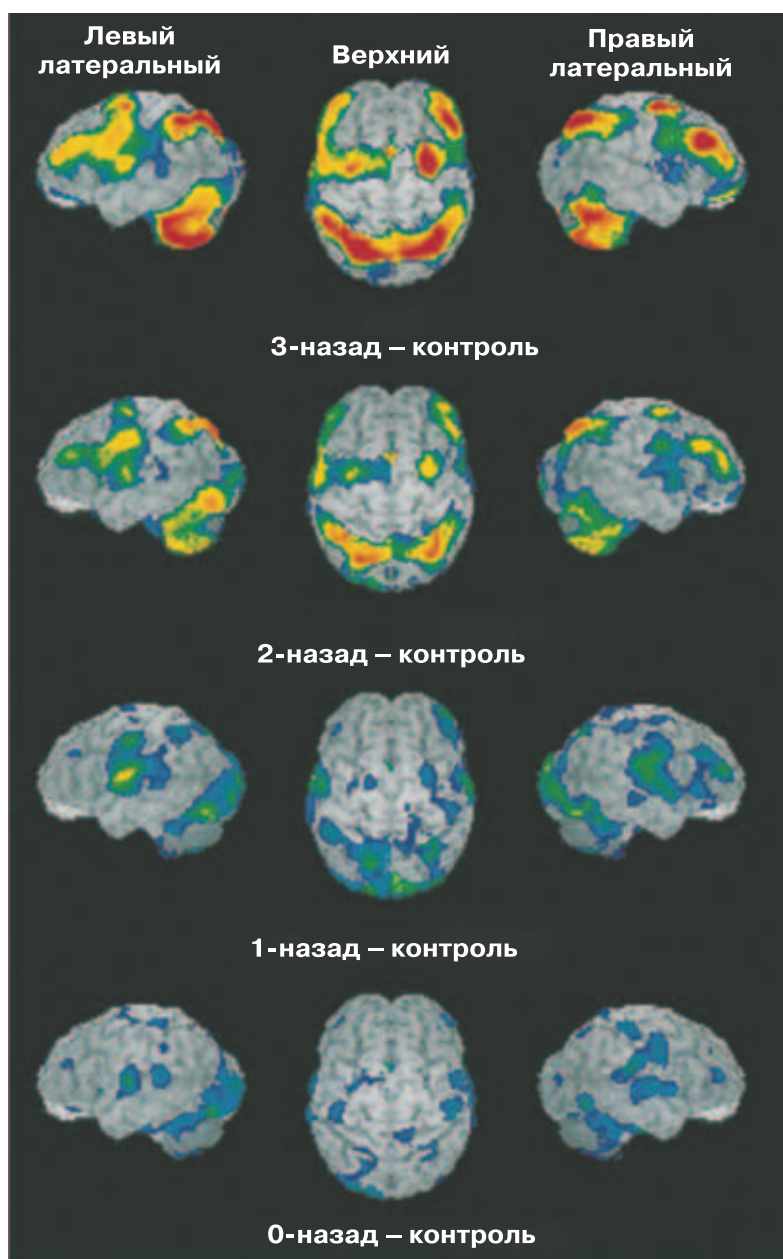 Левый
латеральный
Верхний
Правый
латеральный
3-назад – контроль
2-назад – контроль
1-назад – контроль
0-назад – контроль